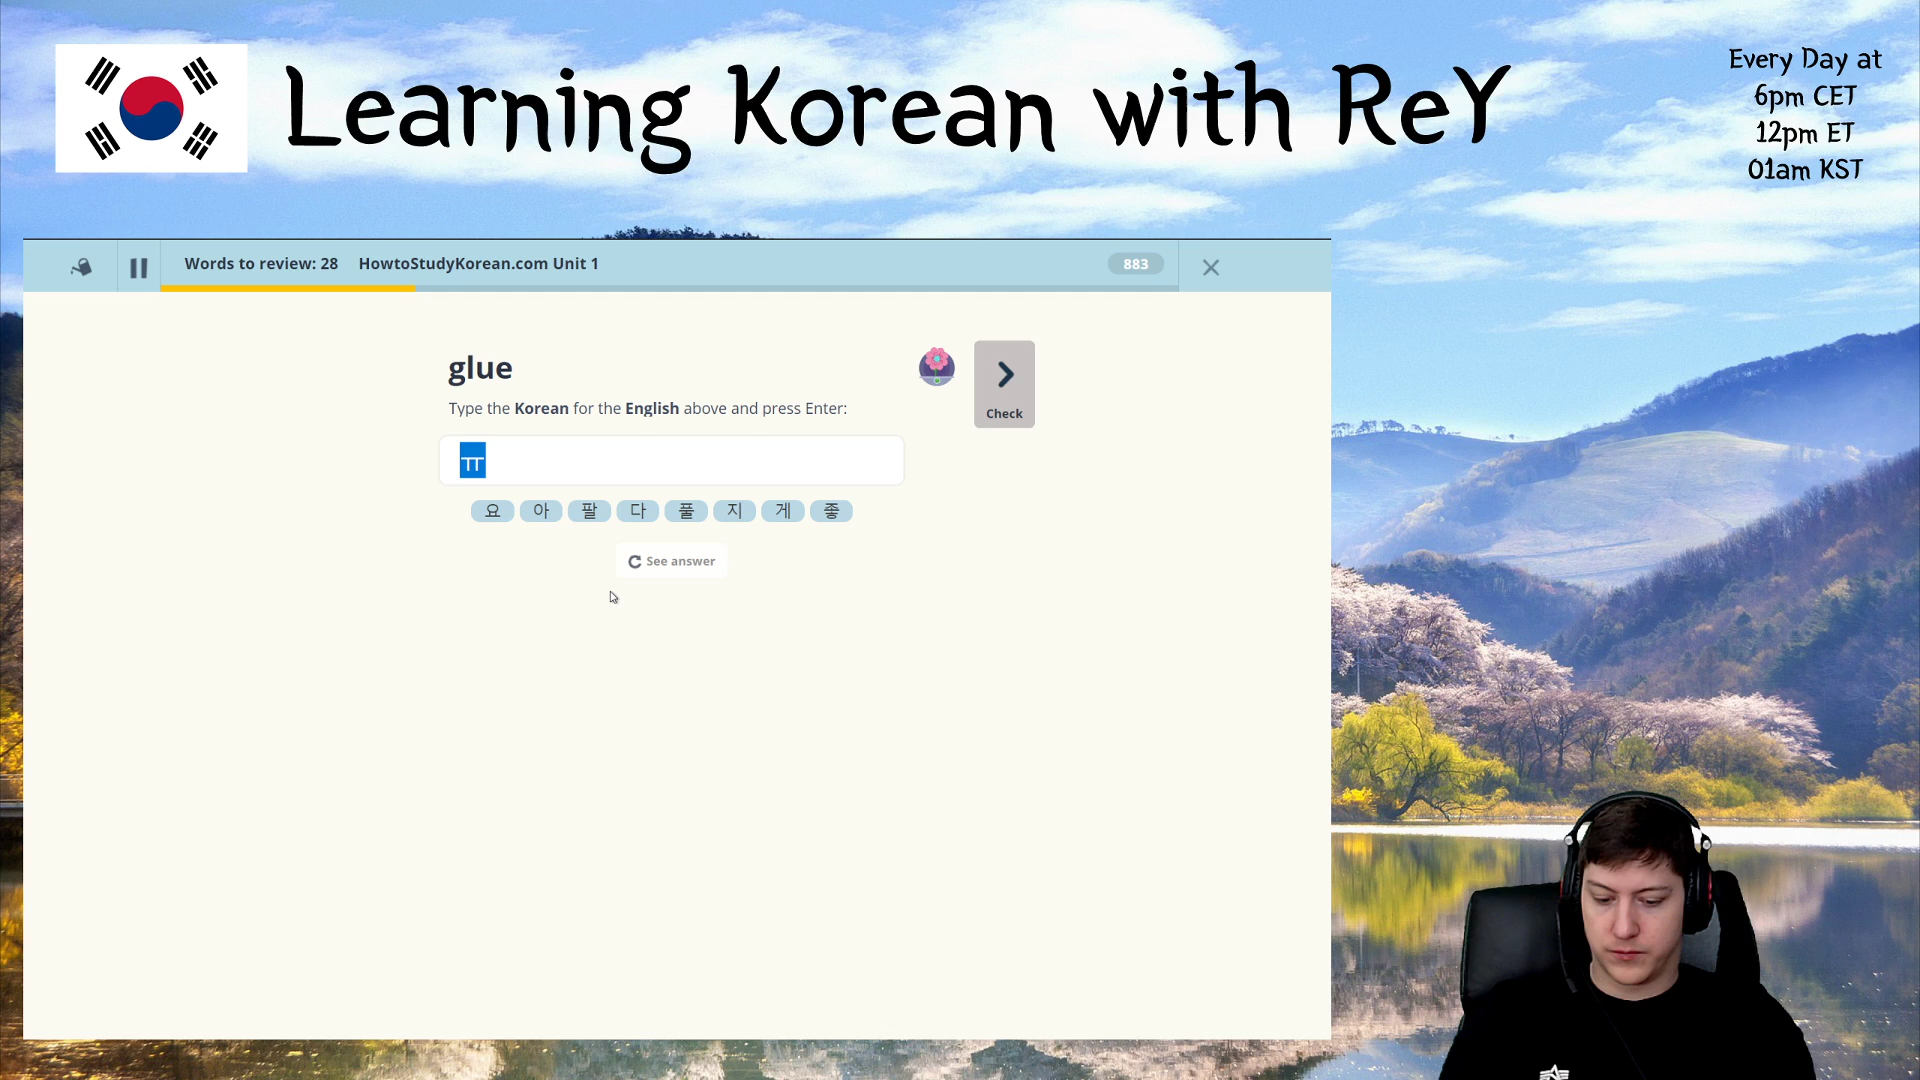 Learning Korean with ReY
Every Day at
6pm CET
12pm ET
01am KST
Words to review: 28 HowtoStudyKorean.com Unit 1 883
glue
Type the Korean for the English above and press Enter:
ㅠ
요 아 팔 다 풀 지 게 좋
See answer
Check